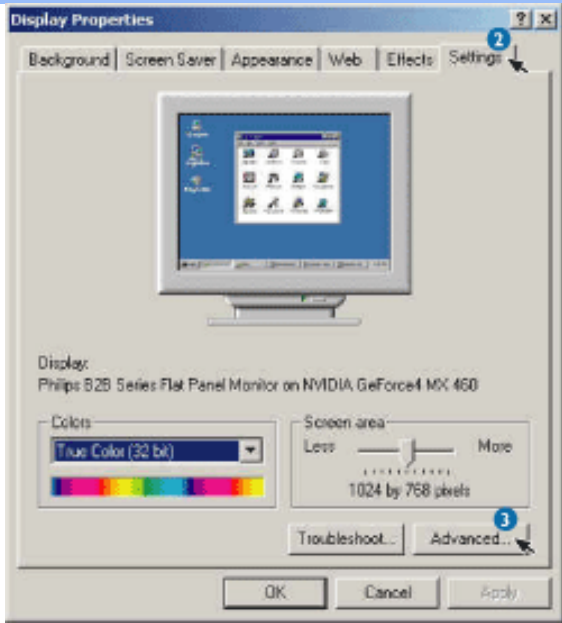 Display Properties
2
Background Screen Saver Appearance Web Effects Settings
Display:
Philips B2B Series Flat Panel Monitor on NVIDIA GeForce4 MX 460
Colors
True Color (32 bit)
Screen area
Less More
1024 by 768 pixels
3
Troubleshoot... Advanced...
OK Cancel Apply